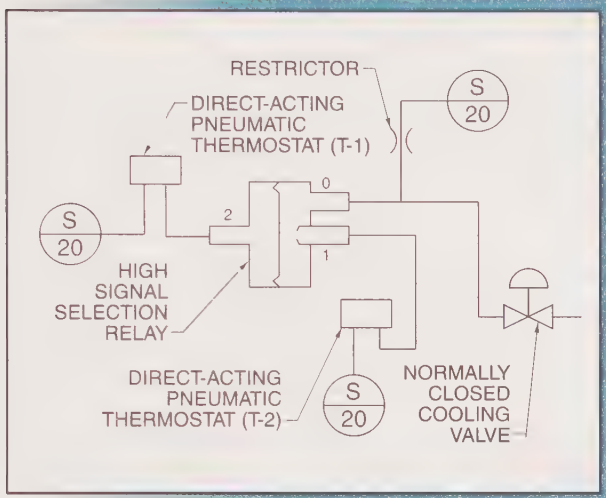 RESTRICTOR
S
20
DIRECT-ACTING
PNEUMATIC
THERMOSTAT (T-1)
0
2
S
20
1
HIGH
SIGNAL
SELECTION
RELAY
DIRECT-ACTING
PNEUMATIC
THERMOSTAT (T-2)
S
20
NORMALLY
CLOSED
COOLING
VALVE